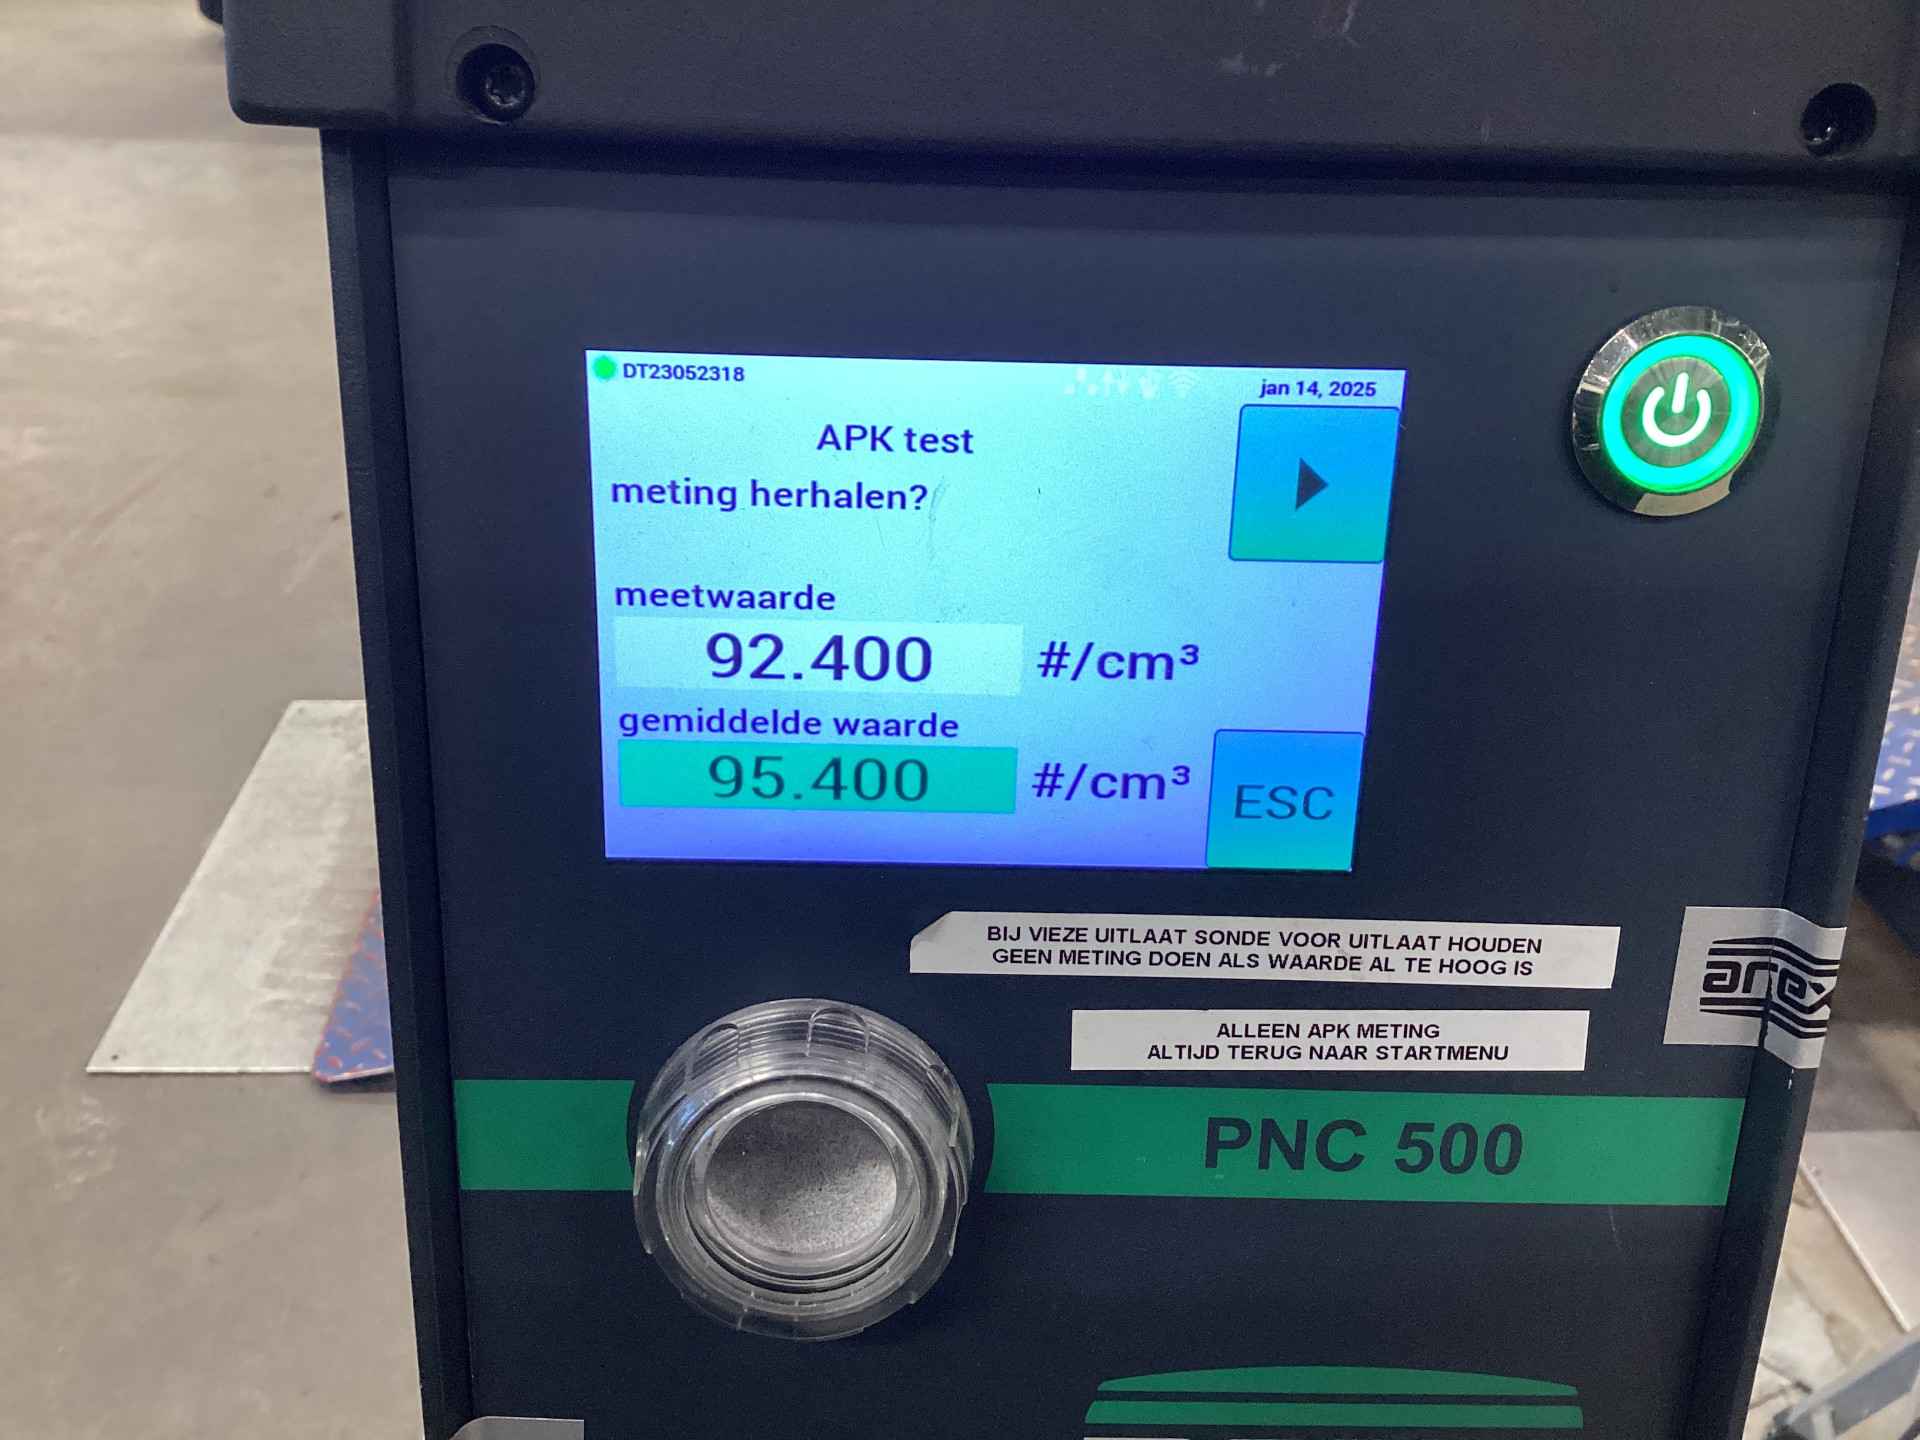 DT23052318
jan 14, 2025
APK test
meting herhalen?
meetwaarde
92.400 #/cm³
gemiddelde waarde
95.400 #/cm³
ESC
BIJ VIEZE UITLAAT SONDE VOOR UITLAAT HOUDEN
GEEN METING DOEN ALS WAARDE AL TE HOOG IS
arex
ALLEEN APK METING
ALTIJD TERUG NAAR STARTMENU
PNC 500